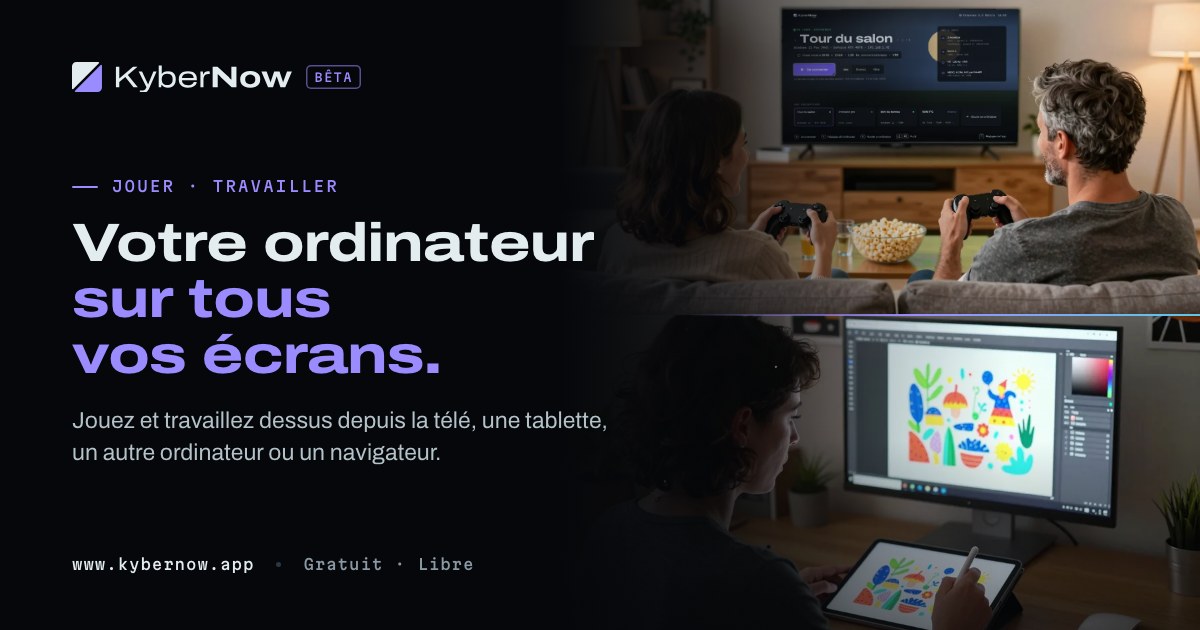 KyberNow BÊTA
JOUER · TRAVAILLER
Votre ordinateur
sur tous
vos écrans.
Jouez et travaillez dessus depuis la télé, une tablette,
un autre ordinateur ou un navigateur.
www.kybernow.app • Gratuit · Libre
Tour du salon